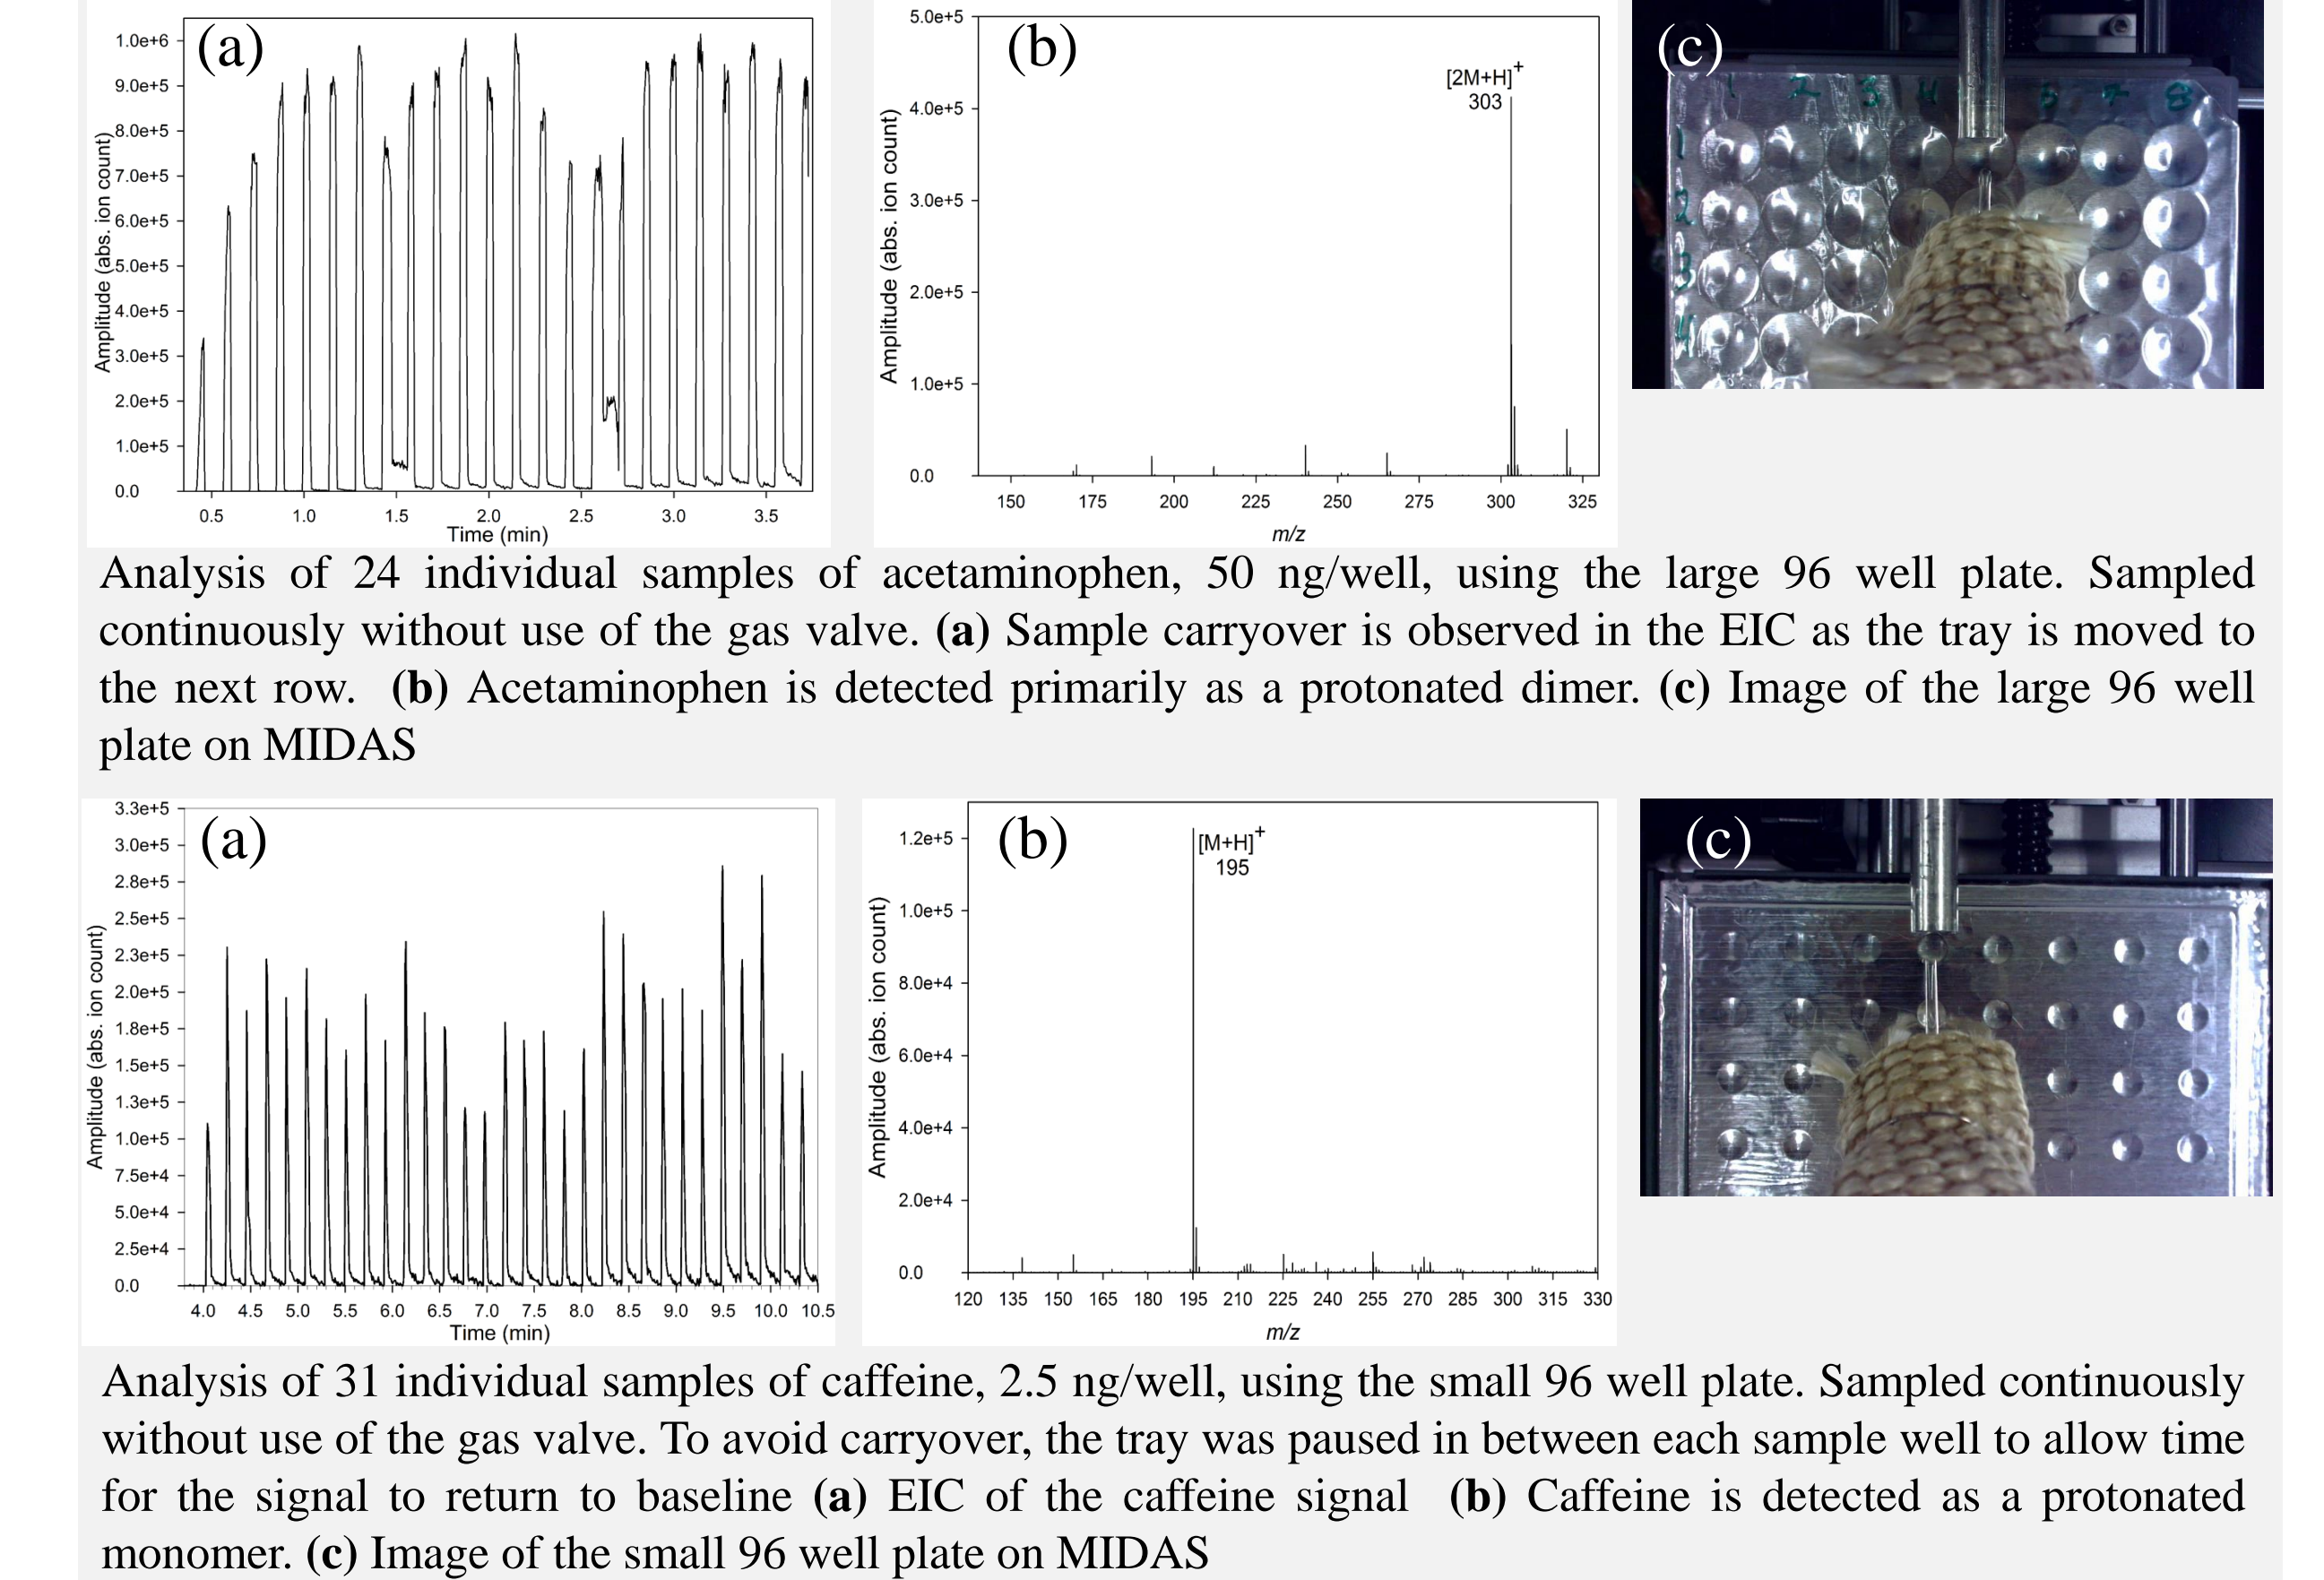 (a)
1.0e+6
9.0e+5
8.0e+5
7.0e+5
6.0e+5
5.0e+5
4.0e+5
3.0e+5
2.0e+5
1.0e+5
0.0
Amplitude (abs. ion count)
0.5 1.0 1.5 2.0 2.5 3.0 3.5
Time (min)
(b)
5.0e+5
4.0e+5
3.0e+5
2.0e+5
1.0e+5
0.0
Amplitude (abs. ion count)
[2M+H]+
303
150 175 200 225 250 275 300 325
m/z
(c)
1 2 3 4 6 7 8
1
2
3
4
Analysis of 24 individual samples of acetaminophen, 50 ng/well, using the large 96 well plate. Sampled
continuously without use of the gas valve. (a) Sample carryover is observed in the EIC as the tray is moved to
the next row. (b) Acetaminophen is detected primarily as a protonated dimer. (c) Image of the large 96 well
plate on MIDAS
(a)
3.3e+5
3.0e+5
2.8e+5
2.5e+5
2.3e+5
2.0e+5
1.8e+5
1.5e+5
1.3e+5
1.0e+5
7.5e+4
5.0e+4
2.5e+4
0.0
Amplitude (abs. ion count)
4.0 4.5 5.0 5.5 6.0 6.5 7.0 7.5 8.0 8.5 9.0 9.5 10.0 10.5
Time (min)
(b)
1.2e+5
1.0e+5
8.0e+4
6.0e+4
4.0e+4
2.0e+4
0.0
Amplitude (abs. ion count)
[M+H]+
195
120 135 150 165 180 195 210 225 240 255 270 285 300 315 330
m/z
(c)
Analysis of 31 individual samples of caffeine, 2.5 ng/well, using the small 96 well plate. Sampled continuously
without use of the gas valve. To avoid carryover, the tray was paused in between each sample well to allow time
for the signal to return to baseline (a) EIC of the caffeine signal (b) Caffeine is detected as a protonated
monomer. (c) Image of the small 96 well plate on MIDAS